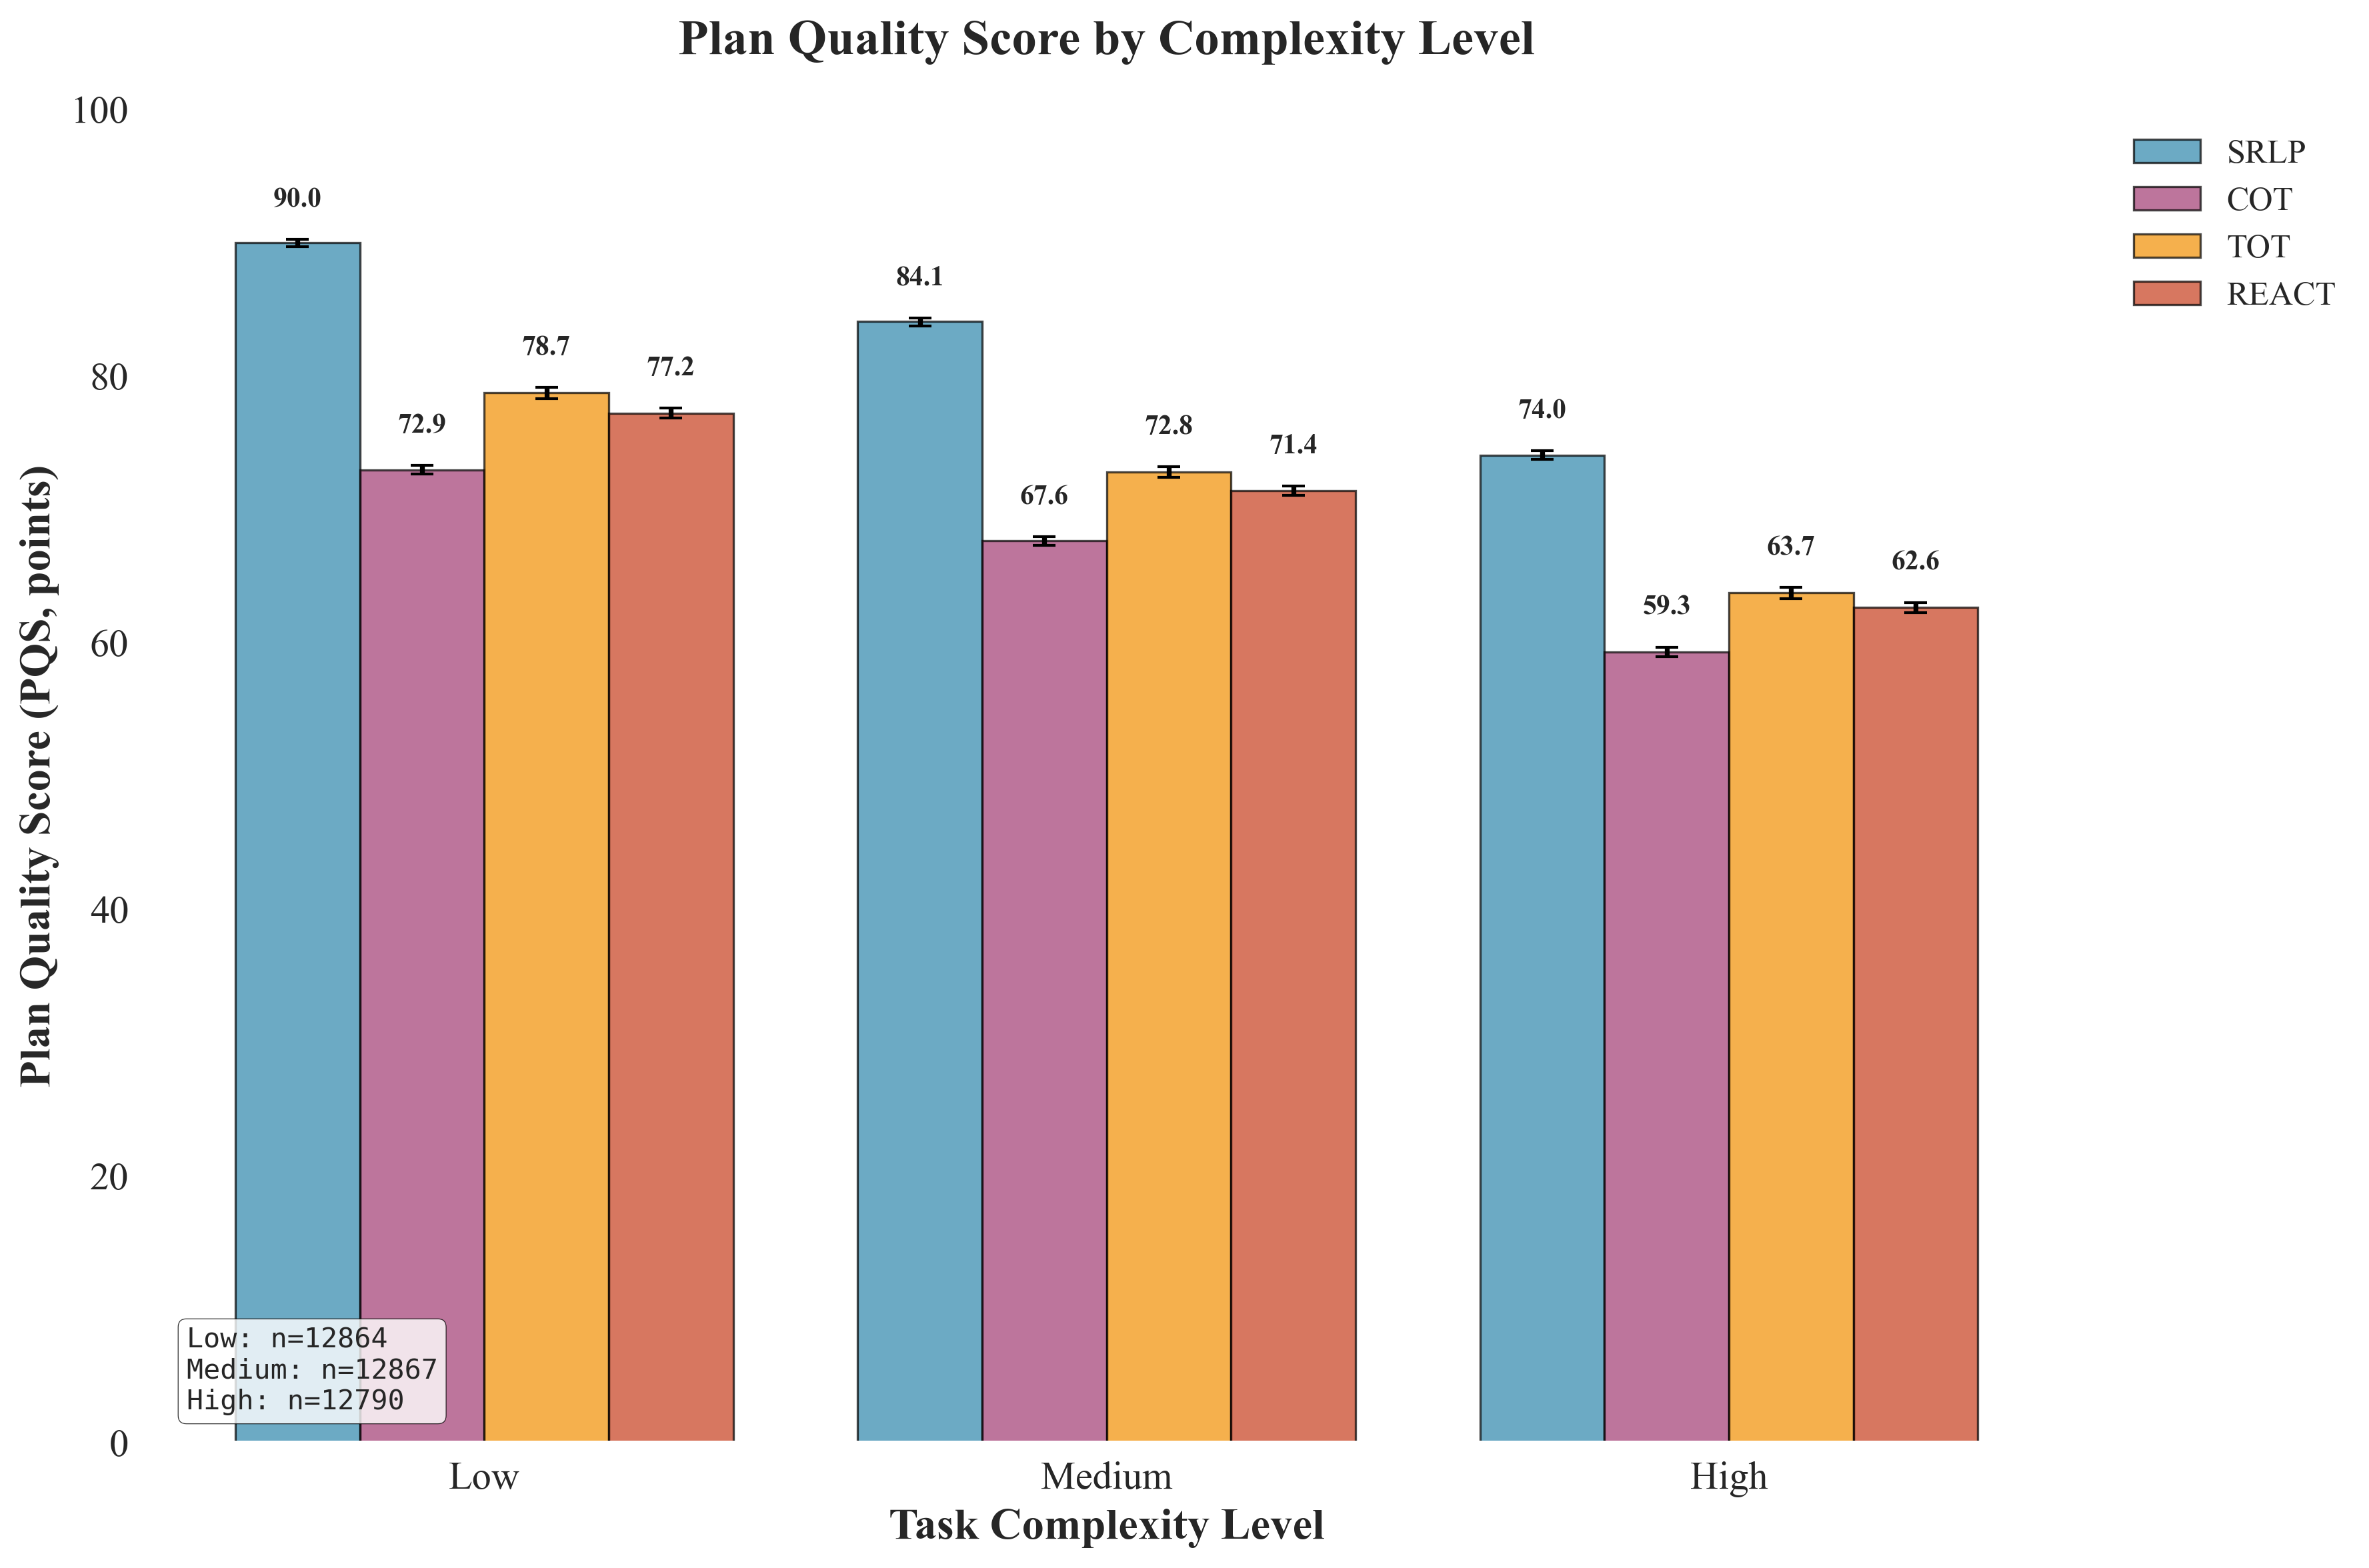 Plan Quality Score by Complexity Level
Plan Quality Score (PQS, points)
100
80
60
40
20
0
SRLP
COT
TOT
REACT
90.0
72.9
78.7
77.2
84.1
67.6
72.8
71.4
74.0
59.3
63.7
62.6
Low: n=12864
Medium: n=12867
High: n=12790
Low
Medium
High
Task Complexity Level